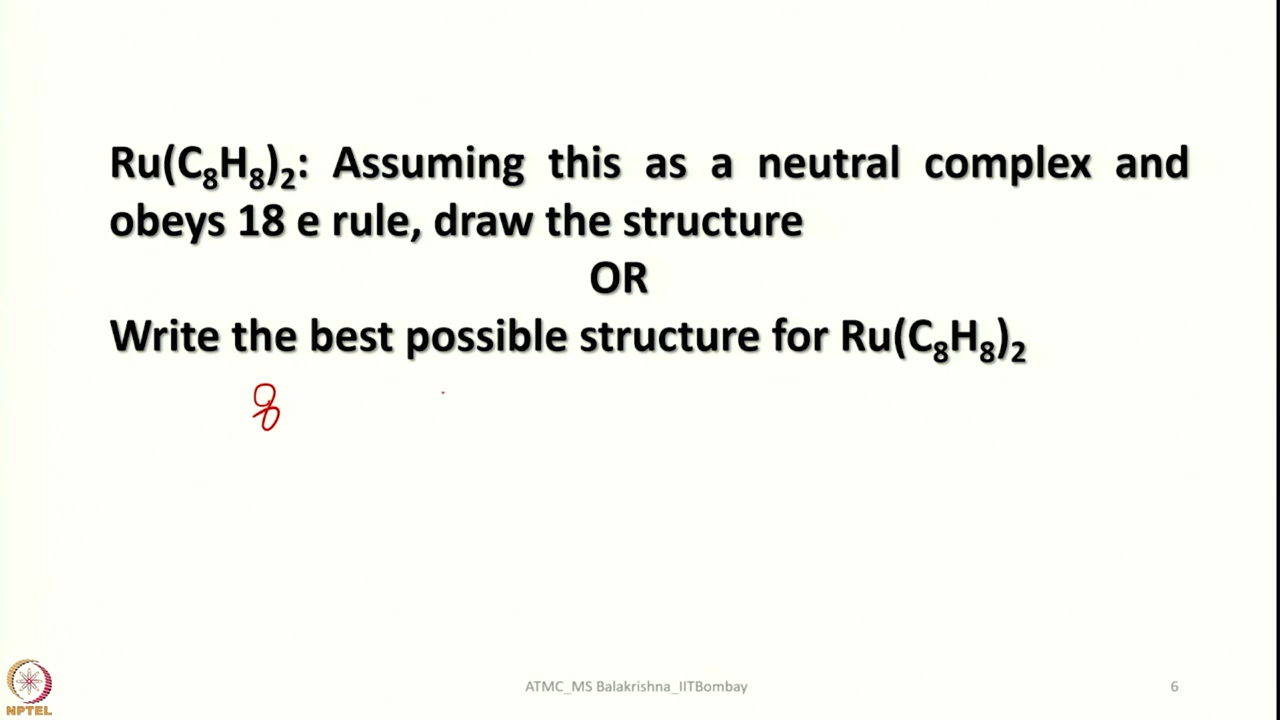 Ru(C₈H₈)₂: Assuming this as a neutral complex and
obeys 18 e rule, draw the structure
OR
Write the best possible structure for Ru(C₈H₈)₂
8
NPTEL
ATMC_MS Balakrishna_IITBombay
6